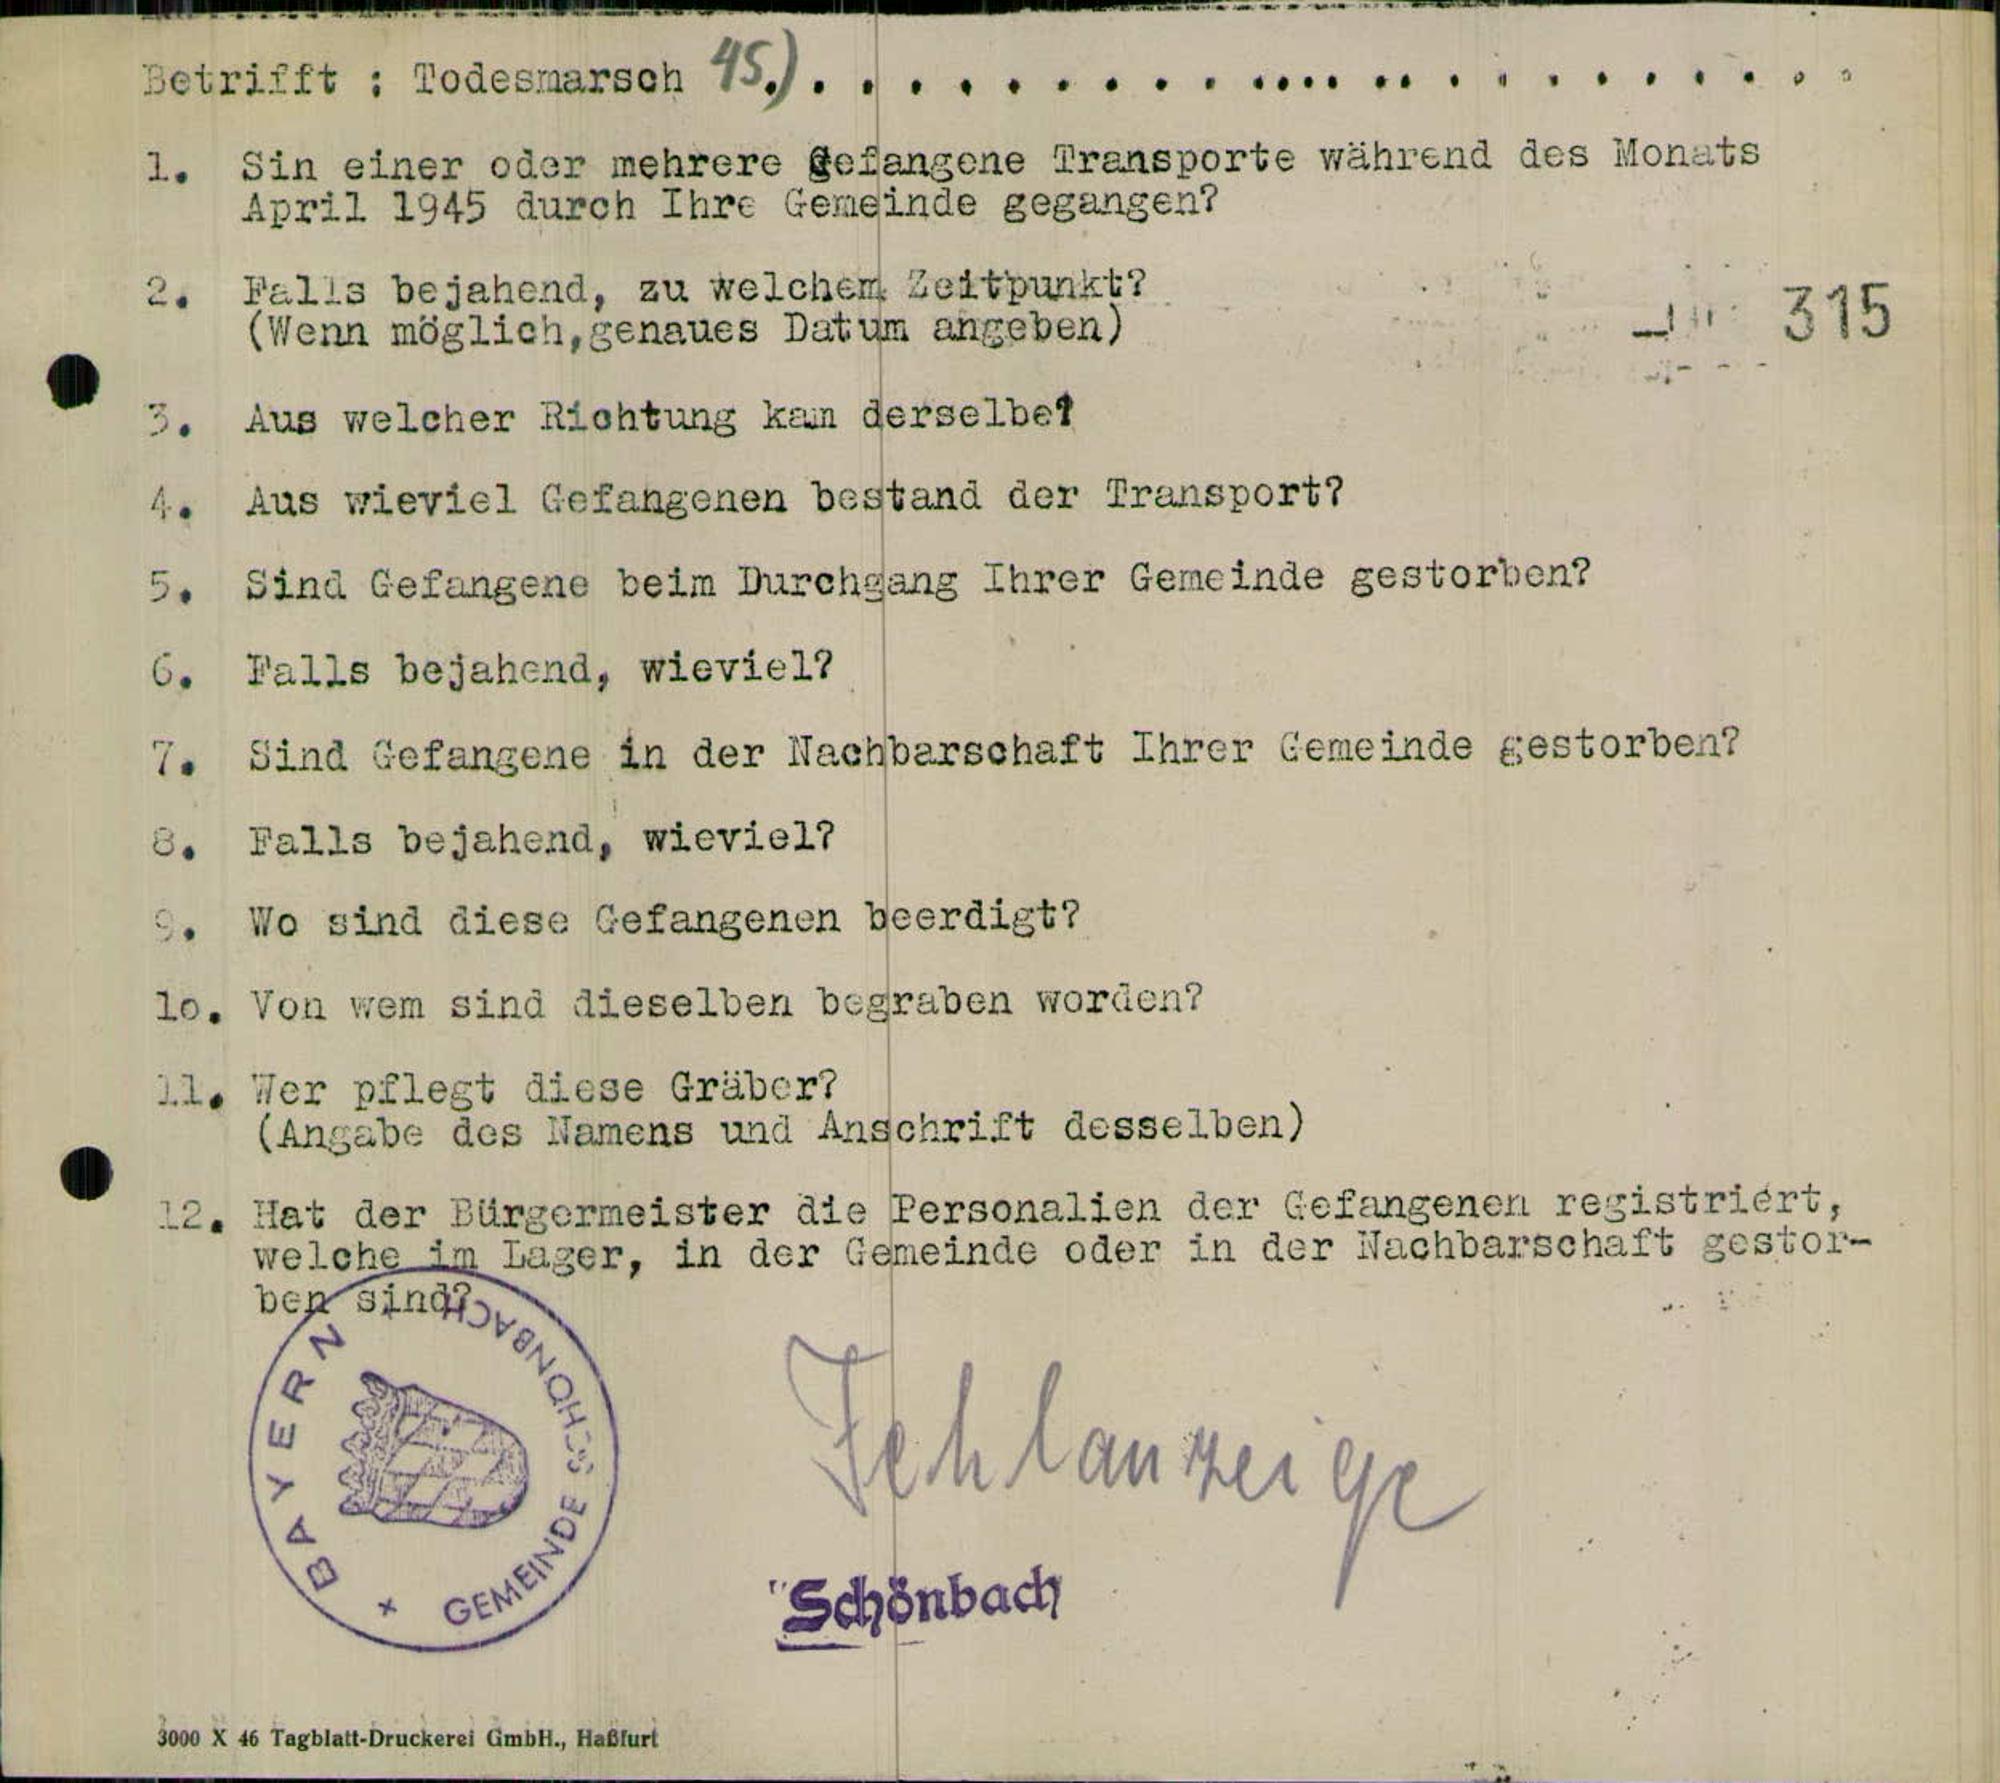 Betrifft : Todesmarsch 45.) . . . . . . . . . . .... .. . . . . . . . . . .
1. Sin einer oder mehrere Gefangene Transporte während des Monats
April 1945 durch Ihre Gemeinde gegangen?
2. Falls bejahend, zu welchem Zeitpunkt?
(Wenn möglich,genaues Datum angeben)
315
3. Aus welcher Richtung kam derselbe?
4. Aus wieviel Gefangenen bestand der Transport?
5. Sind Gefangene beim Durchgang Ihrer Gemeinde gestorben?
6. Falls bejahend, wieviel?
7. Sind Gefangene in der Nachbarschaft Ihrer Gemeinde gestorben?
8. Falls bejahend, wieviel?
9. Wo sind diese Gefangenen beerdigt?
lo. Von wem sind dieselben begraben worden?
11. Wer pflegt diese Gräber?
(Angabe des Namens und Anschrift desselben)
12. Hat der Bürgermeister die Personalien der Gefangenen registriert,
welche im Lager, in der Gemeinde oder in der Nachbarschaft gestor-
ben sind?
BAYERN
GEMEINDE SCHÖNBACH
Fehlanzeige
"Schönbach
3000 X 46 Tagblatt-Druckerei GmbH., Haßfurt